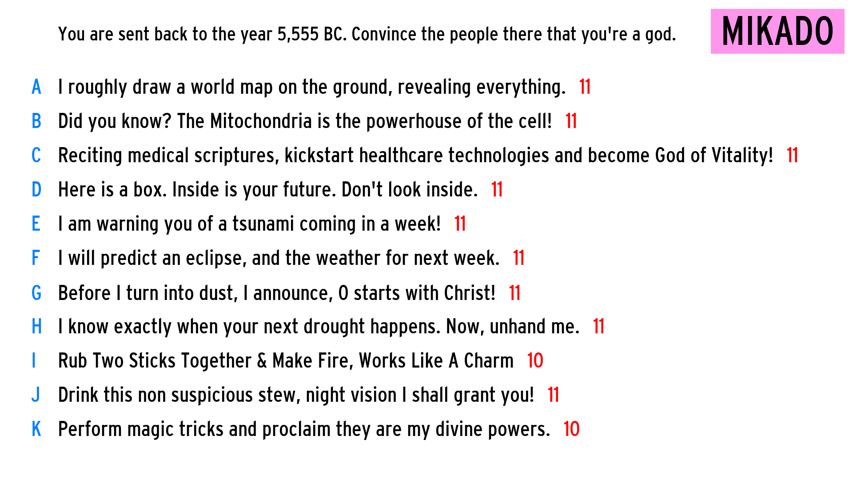 You are sent back to the year 5,555 BC. Convince the people there that you're a god.
MIKADO
A I roughly draw a world map on the ground, revealing everything. 11
B Did you know? The Mitochondria is the powerhouse of the cell! 11
C Reciting medical scriptures, kickstart healthcare technologies and become God of Vitality! 11
D Here is a box. Inside is your future. Don't look inside. 11
E I am warning you of a tsunami coming in a week! 11
F I will predict an eclipse, and the weather for next week. 11
G Before I turn into dust, I announce, 0 starts with Christ! 11
H I know exactly when your next drought happens. Now, unhand me. 11
I Rub Two Sticks Together & Make Fire, Works Like A Charm 10
J Drink this non suspicious stew, night vision I shall grant you! 11
K Perform magic tricks and proclaim they are my divine powers. 10